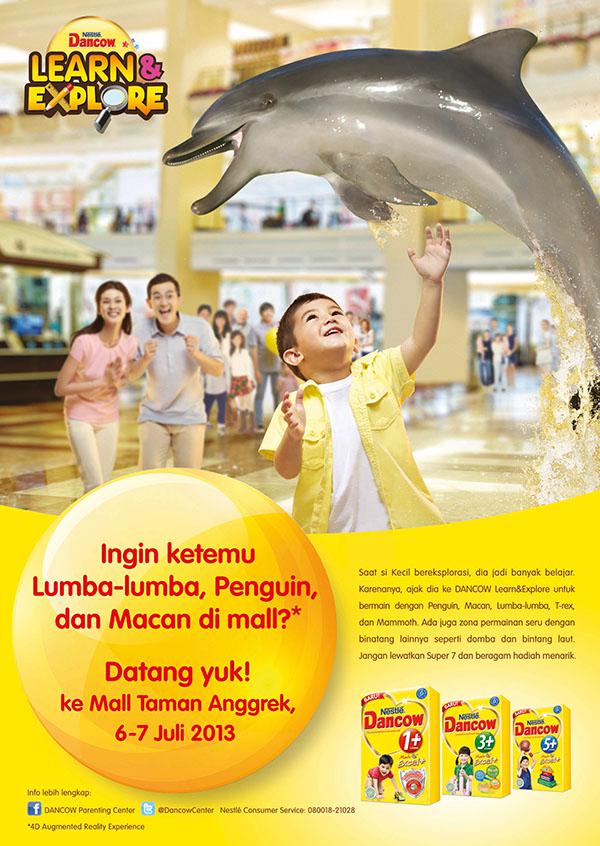 Nestlé
Dancow
LEARN &
EXPLORE
Ingin ketemu
Lumba-lumba, Penguin,
dan Macan di mall?*
Datang yuk!
ke Mall Taman Anggrek,
6-7 Juli 2013
Saat si Kecil bereksplorasi, dia jadi banyak belajar.
Karenanya, ajak dia ke DANCOW Learn&Explore untuk
bermain dengan Penguin, Macan, Lumba-lumba, T-rex,
dan Mammoth. Ada juga zona permainan seru dengan
binatang lainnya seperti domba dan bintang laut.
Jangan lewatkan Super 7 dan beragam hadiah menarik.
BARU!
Nestlé
Dancow
1+
Excel+
BARU!
Nestlé
Dancow
3+
Excel+
BARU!
Nestlé
Dancow
5+
Excel+
Info lebih lengkap:
DANCOW Parenting Center @DancowCenter Nestlé Consumer Service: 080018-21028
*4D Augmented Reality Experience